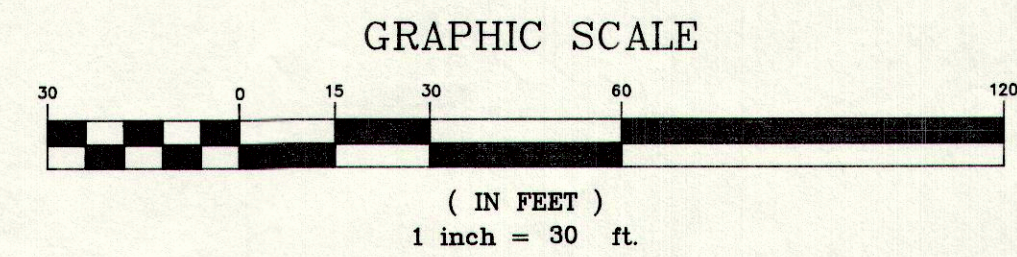 GRAPHIC SCALE
30 0 15 30 60 120
( IN FEET )
1 inch = 30 ft.